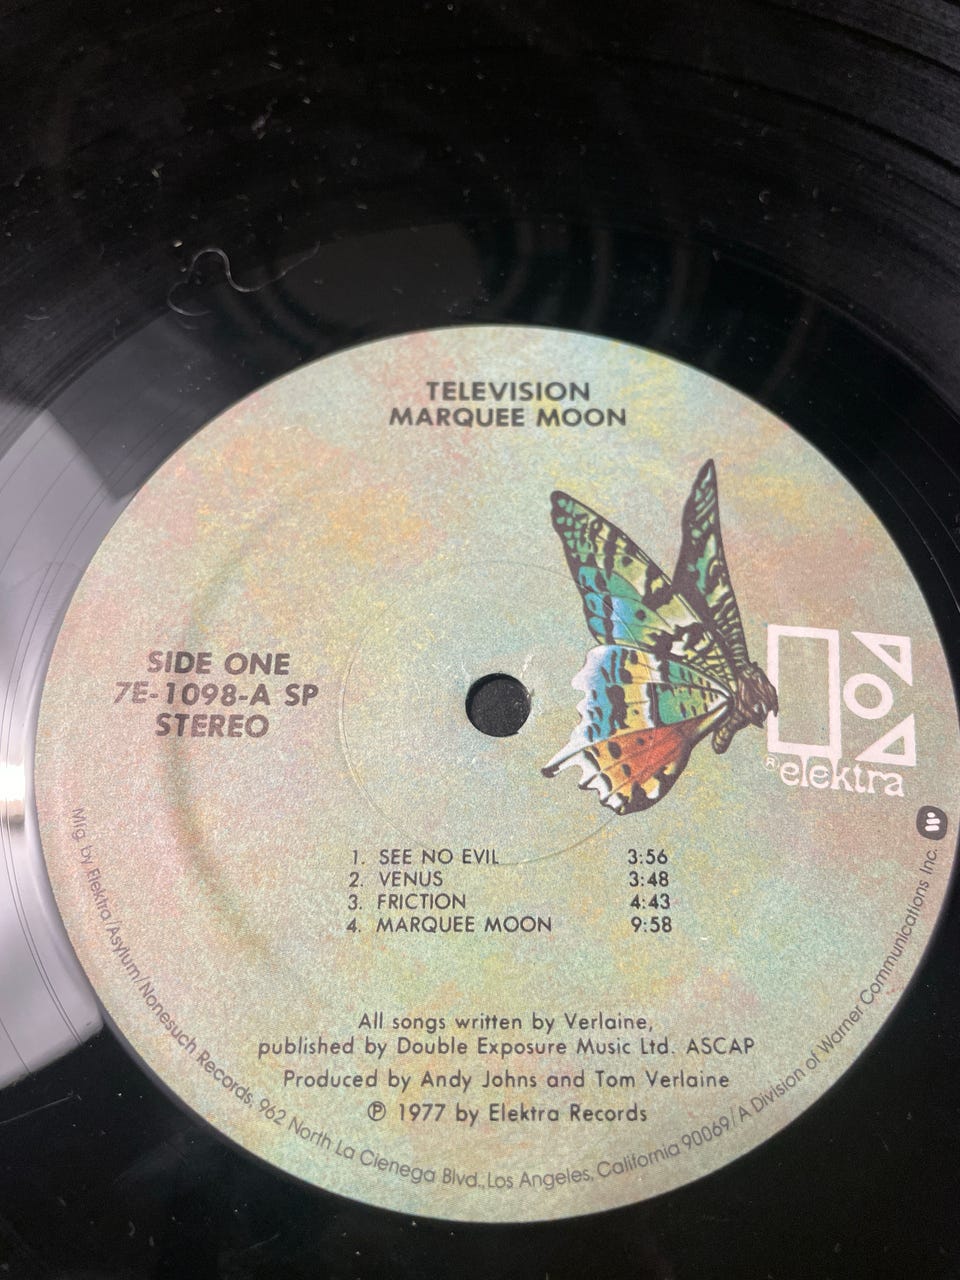 TELEVISION
MARQUEE MOON
SIDE ONE
7E-1098-A SP
STEREO
® elektra
1. SEE NO EVIL 3:56
2. VENUS 3:48
3. FRICTION 4:43
4. MARQUEE MOON 9:58
All songs written by Verlaine,
published by Double Exposure Music Ltd. ASCAP
Produced by Andy Johns and Tom Verlaine
℗ 1977 by Elektra Records
Mfg. by Elektra/Asylum/Nonesuch Records, 962 North La Cienega Blvd., Los Angeles, California 90069/A Division of Warner Communications Inc.